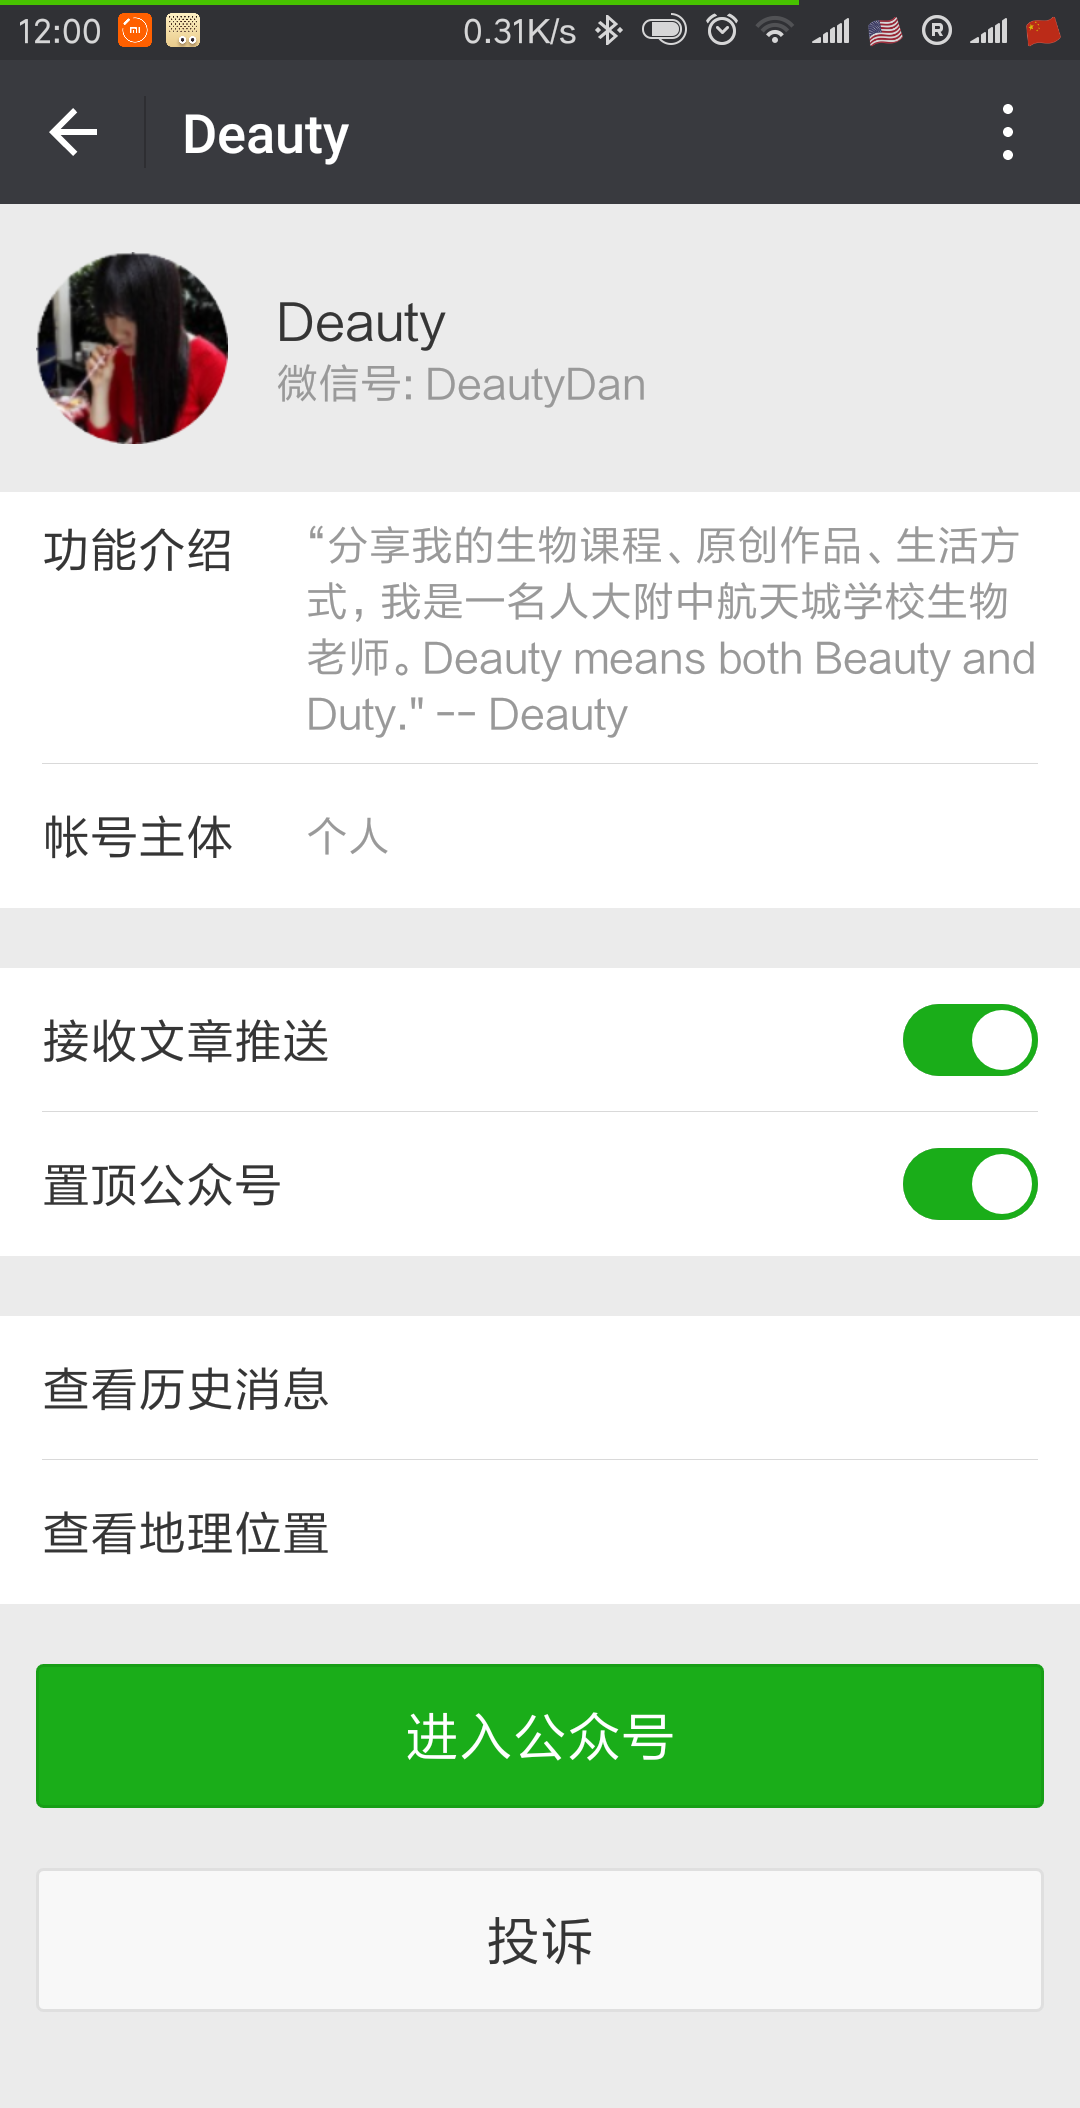 12:00 0.31K/s
Deauty
Deauty
微信号: DeautyDan
功能介绍
“分享我的生物课程、原创作品、生活方
式，我是一名人大附中航天城学校生物
老师。Deauty means both Beauty and
Duty." -- Deauty
帐号主体 个人
接收文章推送
置顶公众号
查看历史消息
查看地理位置
进入公众号
投诉